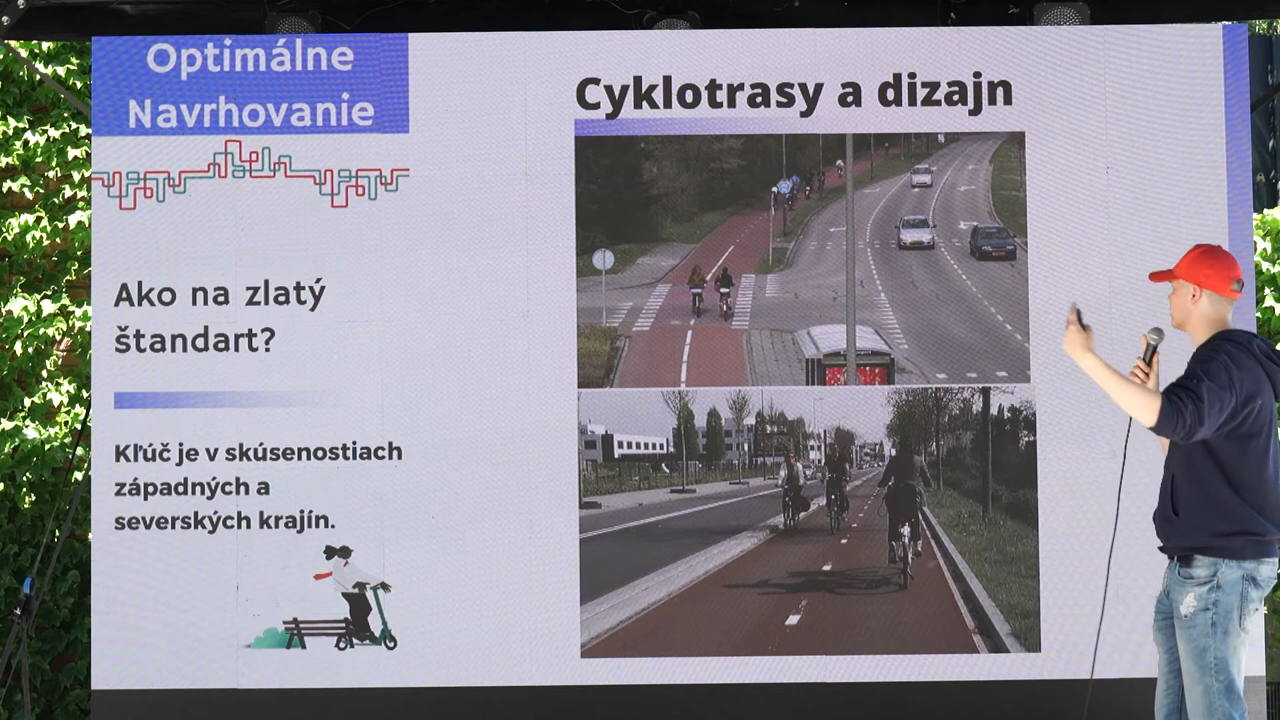 Optimálne
Navrhovanie
Cyklotrasy a dizajn
Ako na zlatý
štandart?
Kľúč je v skúsenostiach
západných a
severských krajín.